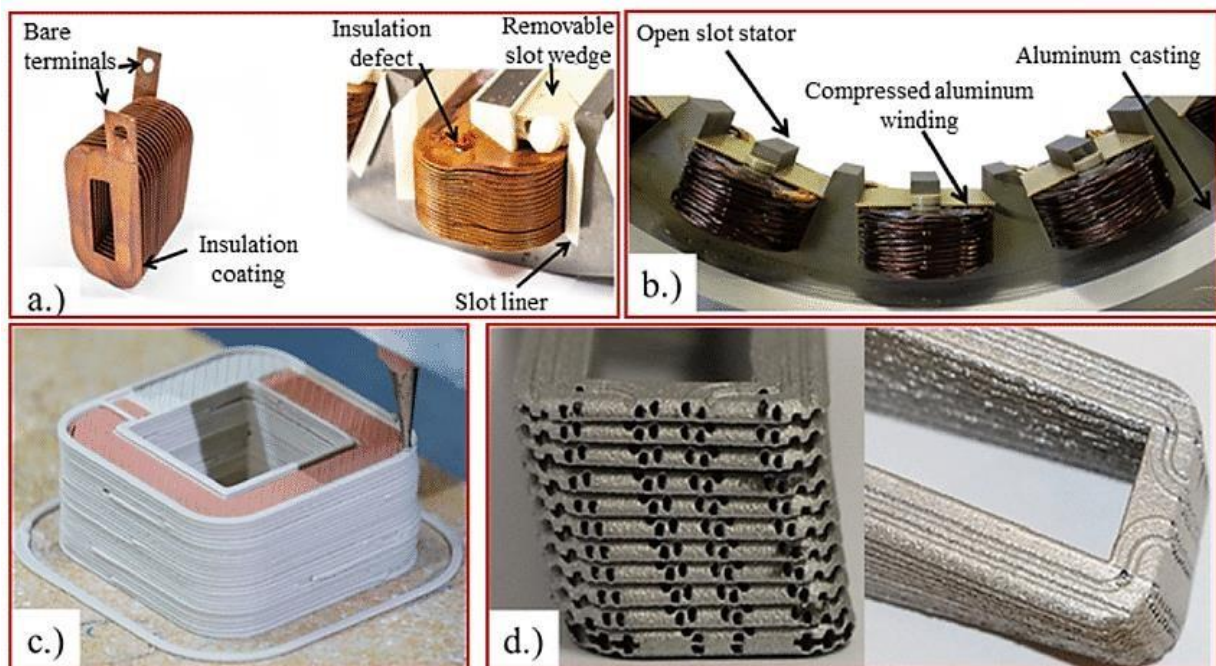 Bare
terminals
Insulation
coating
Insulation
defect
Removable
slot wedge
Slot liner
a.)
Open slot stator
Compressed aluminum
winding
Aluminum casting
b.)
c.)
d.)